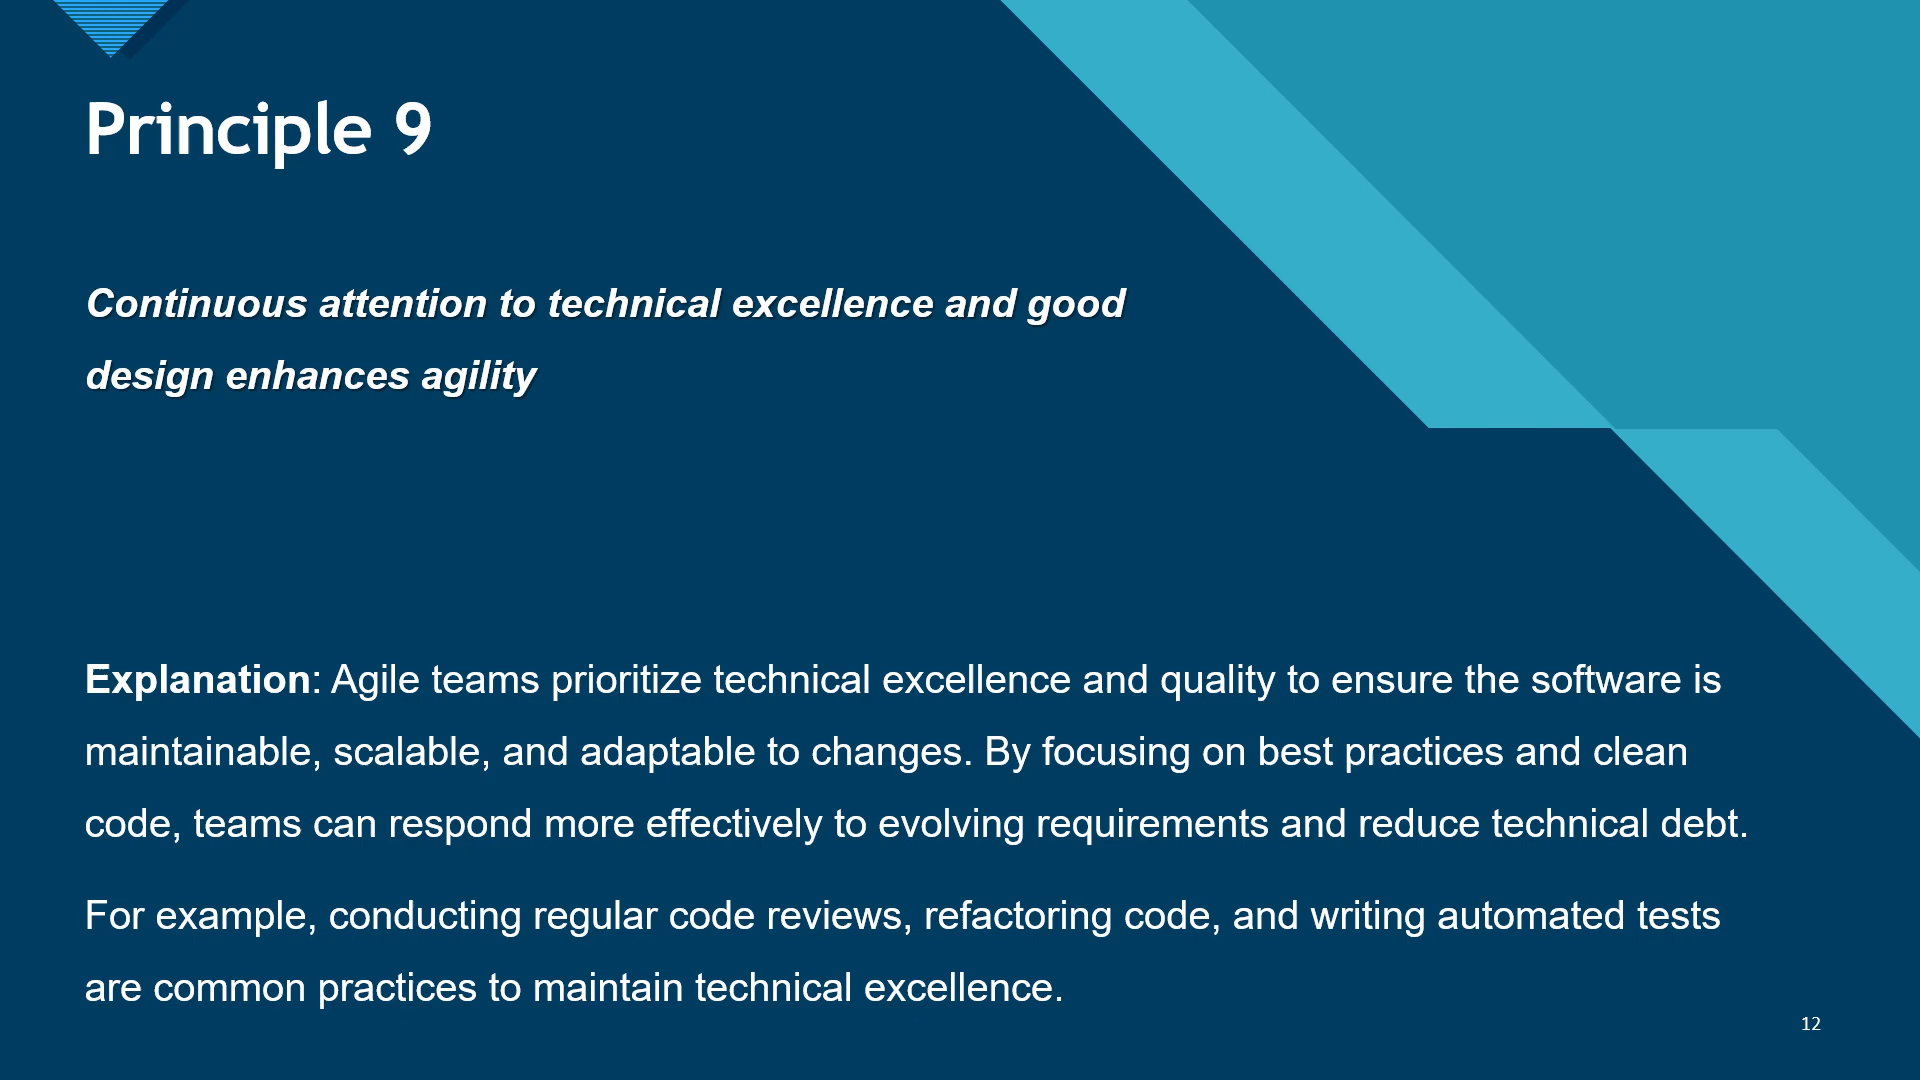 Principle 9
Continuous attention to technical excellence and good
design enhances agility
Explanation: Agile teams prioritize technical excellence and quality to ensure the software is
maintainable, scalable, and adaptable to changes. By focusing on best practices and clean
code, teams can respond more effectively to evolving requirements and reduce technical debt.
For example, conducting regular code reviews, refactoring code, and writing automated tests
are common practices to maintain technical excellence.
12